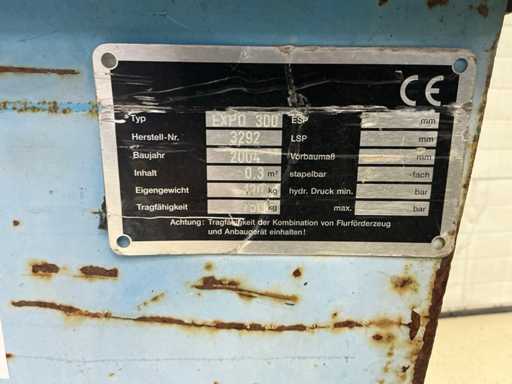 CE
Typ EXPO 300 ESP mm
Herstell-Nr. 3292 LSP mm
Baujahr 2004 Vorbaumaß mm
Inhalt 0,3 m³ stapelbar -fach
Eigengewicht kg hydr. Druck min. bar
Tragfähigkeit kg max. bar
Achtung: Tragfähigkeit der Kombination von Flurförderzeug
und Anbaugerät einhalten!